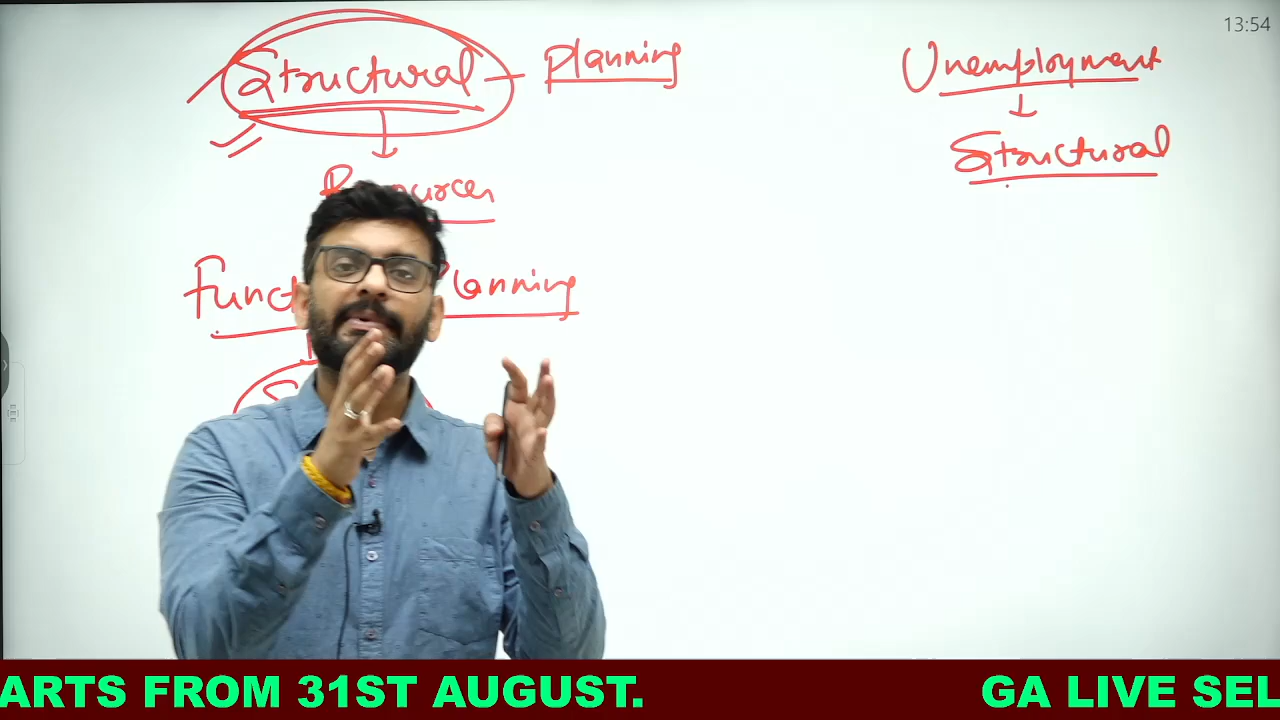 13:54
Structural - Planning
Resources
Planning
Unemployment
Structural
ARTS FROM 31ST AUGUST. GA LIVE SEL